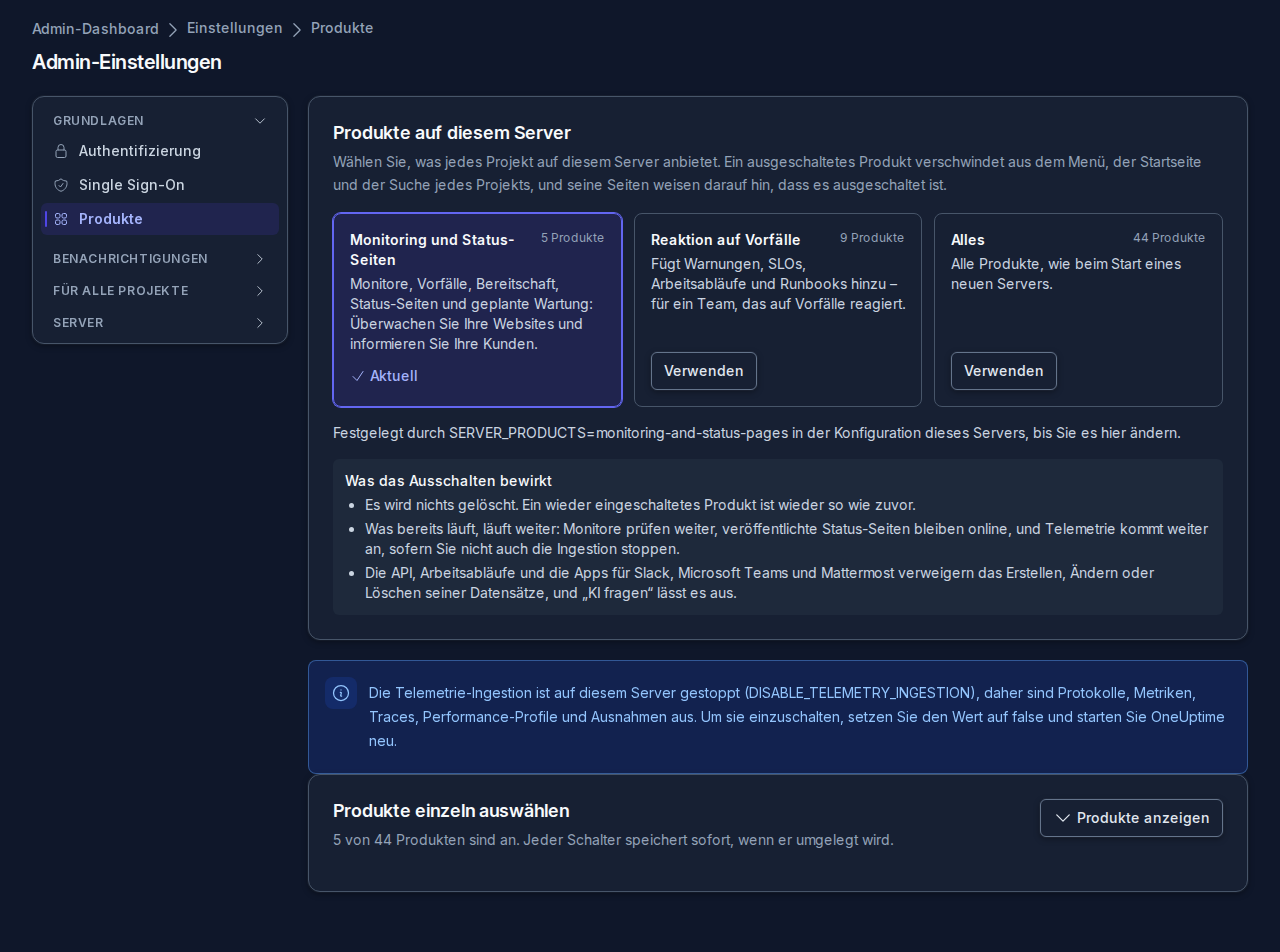 Admin-Dashboard
Einstellungen
Produkte
Admin-Einstellungen
GRUNDLAGEN
Authentifizierung
Single Sign-On
Produkte
BENACHRICHTIGUNGEN
FÜR ALLE PROJEKTE
SERVER
Produkte auf diesem Server
Wählen Sie, was jedes Projekt auf diesem Server anbietet. Ein ausgeschaltetes Produkt verschwindet aus dem Menü, der Startseite
und der Suche jedes Projekts, und seine Seiten weisen darauf hin, dass es ausgeschaltet ist.
Monitoring und Status-
Seiten
5 Produkte
Monitore, Vorfälle, Bereitschaft,
Status-Seiten und geplante Wartung:
Überwachen Sie Ihre Websites und
informieren Sie Ihre Kunden.
Aktuell
Reaktion auf Vorfälle
9 Produkte
Fügt Warnungen, SLOs,
Arbeitsabläufe und Runbooks hinzu –
für ein Team, das auf Vorfälle reagiert.
Verwenden
Alles
44 Produkte
Alle Produkte, wie beim Start eines
neuen Servers.
Verwenden
Festgelegt durch SERVER_PRODUCTS=monitoring-and-status-pages in der Konfiguration dieses Servers, bis Sie es hier ändern.
Was das Ausschalten bewirkt
Es wird nichts gelöscht. Ein wieder eingeschaltetes Produkt ist wieder so wie zuvor.
Was bereits läuft, läuft weiter: Monitore prüfen weiter, veröffentlichte Status-Seiten bleiben online, und Telemetrie kommt weiter
an, sofern Sie nicht auch die Ingestion stoppen.
Die API, Arbeitsabläufe und die Apps für Slack, Microsoft Teams und Mattermost verweigern das Erstellen, Ändern oder
Löschen seiner Datensätze, und „KI fragen“ lässt es aus.
Die Telemetrie-Ingestion ist auf diesem Server gestoppt (DISABLE_TELEMETRY_INGESTION), daher sind Protokolle, Metriken,
Traces, Performance-Profile und Ausnahmen aus. Um sie einzuschalten, setzen Sie den Wert auf false und starten Sie OneUptime
neu.
Produkte einzeln auswählen
5 von 44 Produkten sind an. Jeder Schalter speichert sofort, wenn er umgelegt wird.
Produkte anzeigen